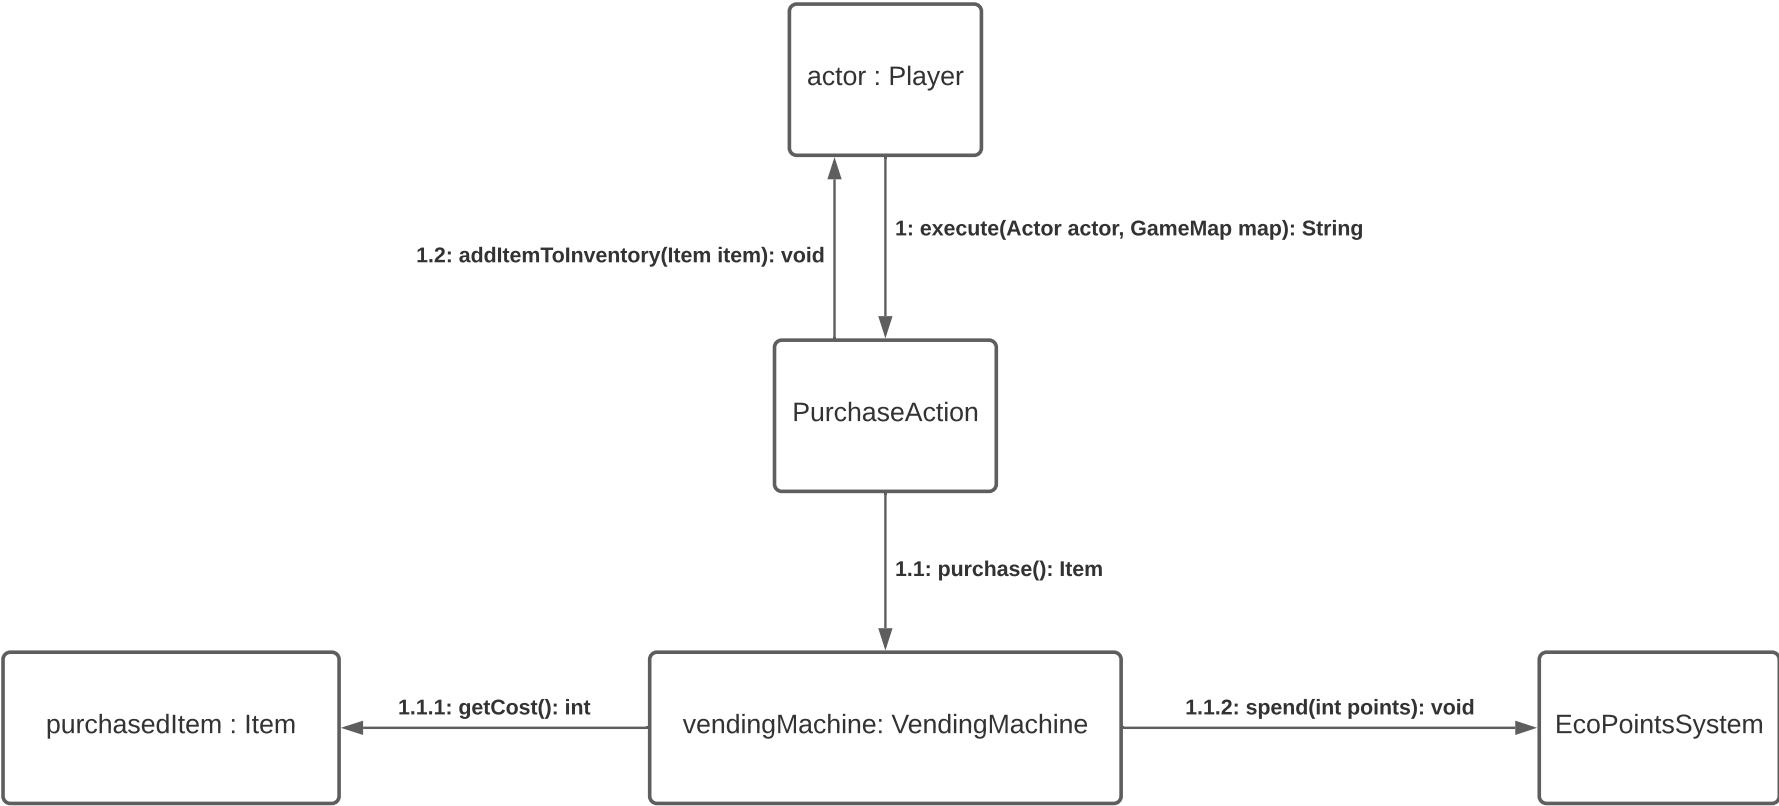 actor : Player
1: execute(Actor actor, GameMap map): String
1.2: addItemToInventory(Item item): void
PurchaseAction
1.1: purchase(): Item
purchasedItem : Item
1.1.1: getCost(): int
vendingMachine: VendingMachine
1.1.2: spend(int points): void
EcoPointsSystem